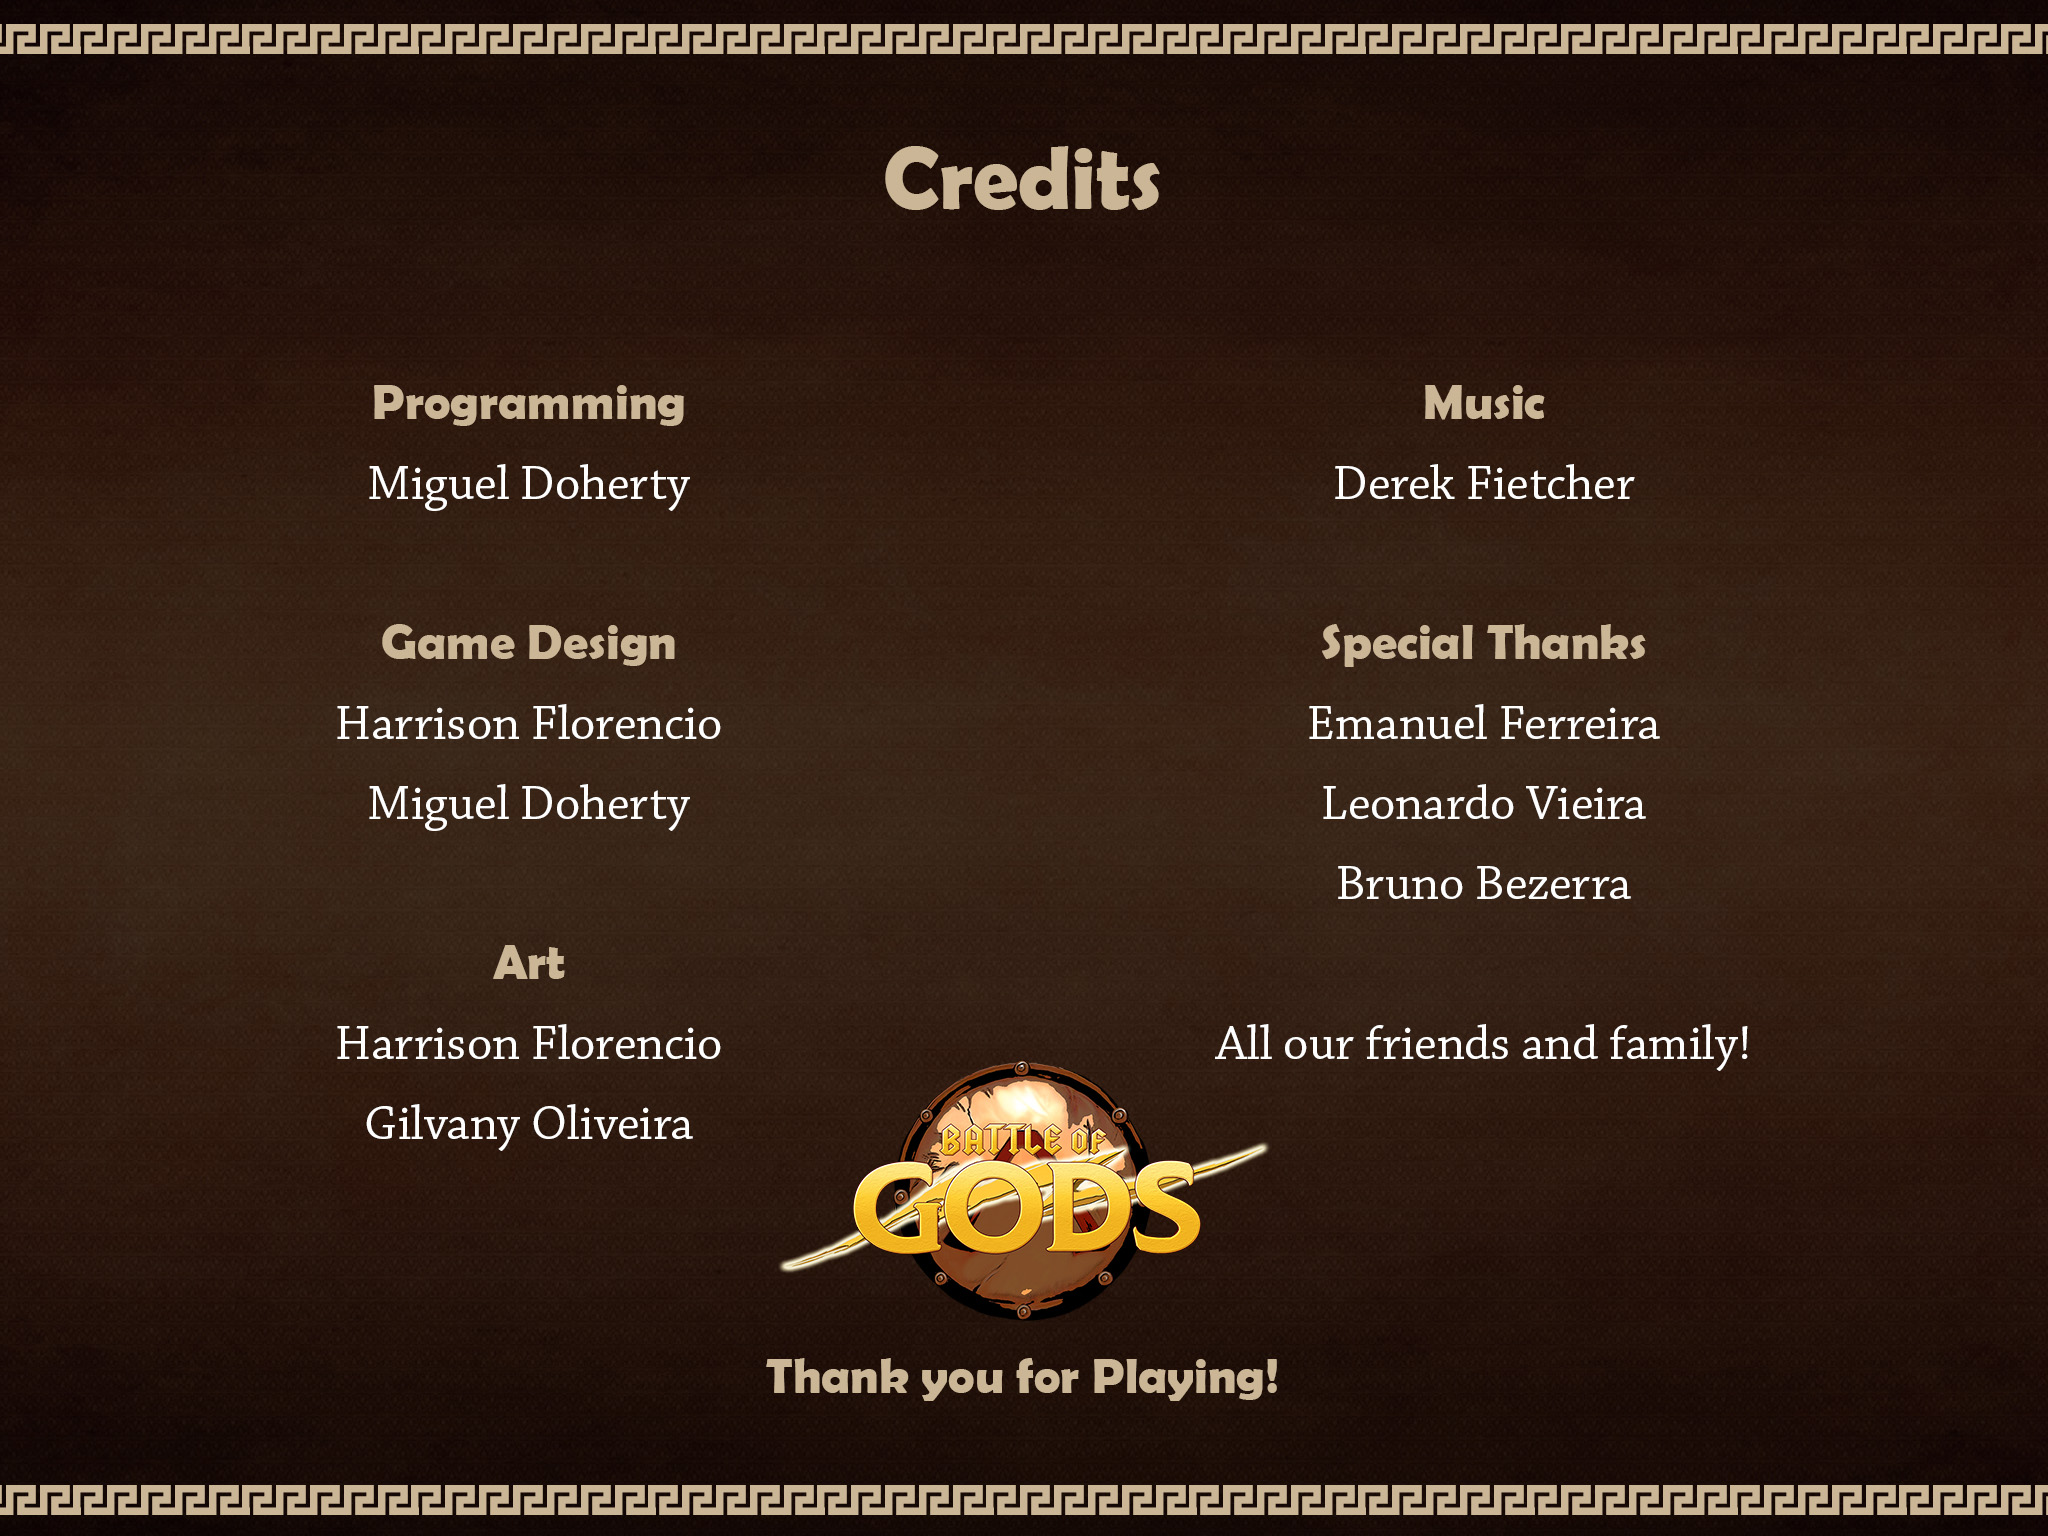 Credits
Programming
Miguel Doherty
Game Design
Harrison Florencio
Miguel Doherty
Art
Harrison Florencio
Gilvany Oliveira
Music
Derek Fietcher
Special Thanks
Emanuel Ferreira
Leonardo Vieira
Bruno Bezerra
All our friends and family!
BATTLE OF
GODS
Thank you for Playing!